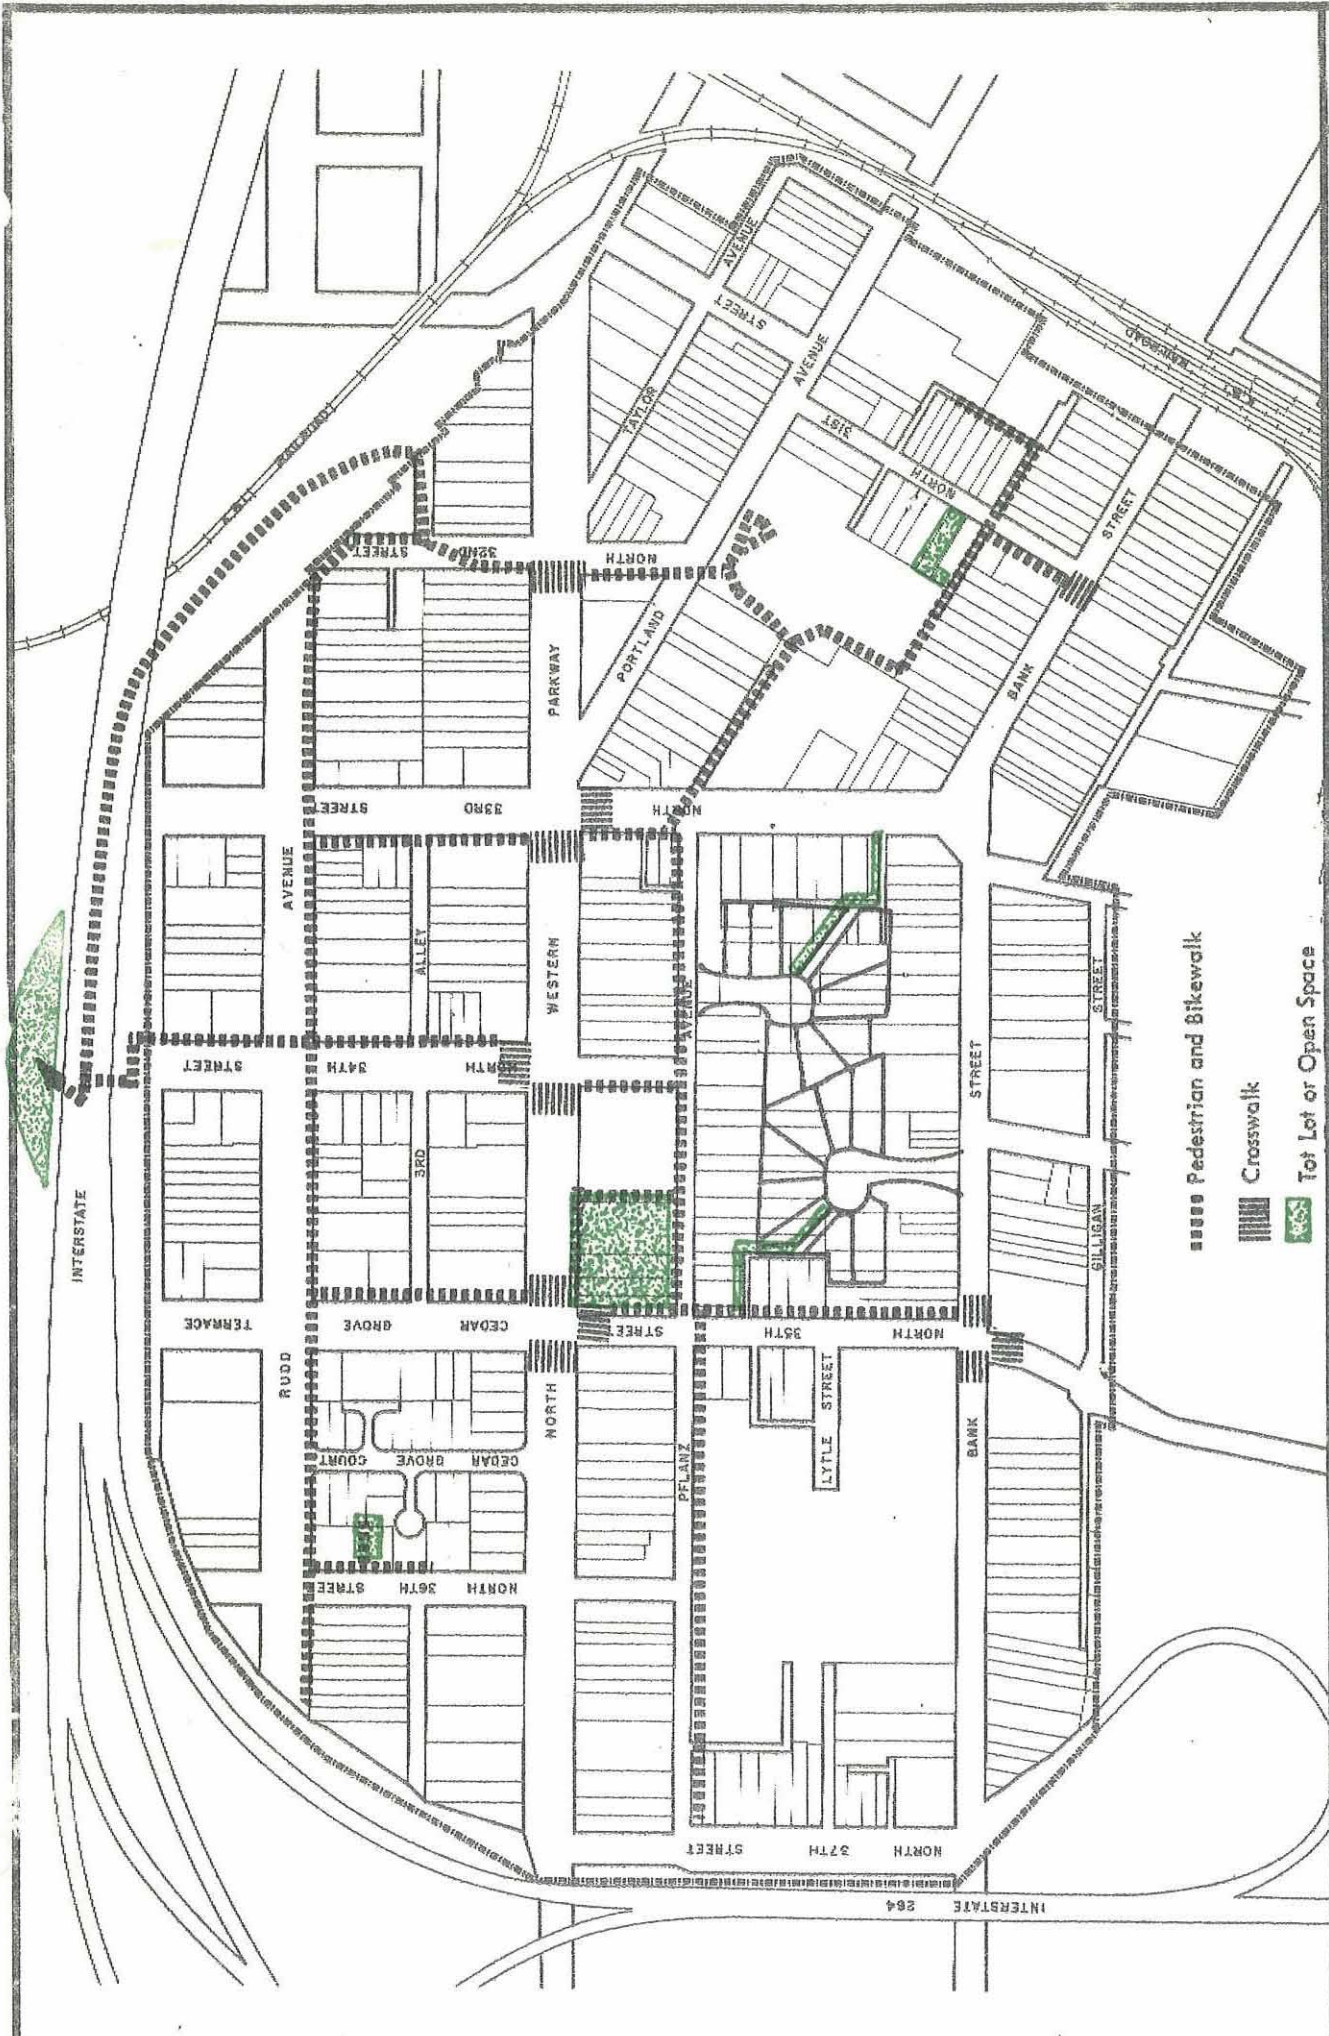 INTERSTATE
RAILROAD
K.&I.
K.&I. RAILROAD
RUDD AVENUE
3RD ALLEY
NORTH WESTERN PARKWAY
PORTLAND AVENUE
TAYLOR AVENUE
PFLANZ AVENUE
LYTLE STREET
BANK STREET
BANK STREET
GILLIGAN STREET
NORTH 31ST STREET
NORTH 32ND STREET
NORTH 33RD STREET
NORTH 34TH STREET
CEDAR GROVE TERRACE
NORTH 35TH STREET
CEDAR GROVE COURT
NORTH 36TH STREET
NORTH 37TH STREET
INTERSTATE 264
Pedestrian and Bikewalk
Crosswalk
Tot Lot or Open Space